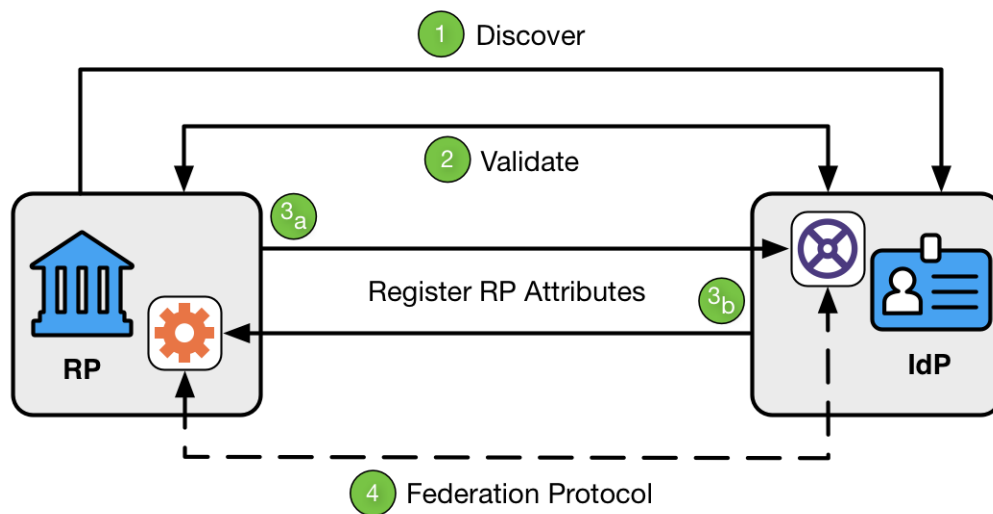 1 Discover
2 Validate
3a
Register RP Attributes
3b
RP
IdP
4 Federation Protocol